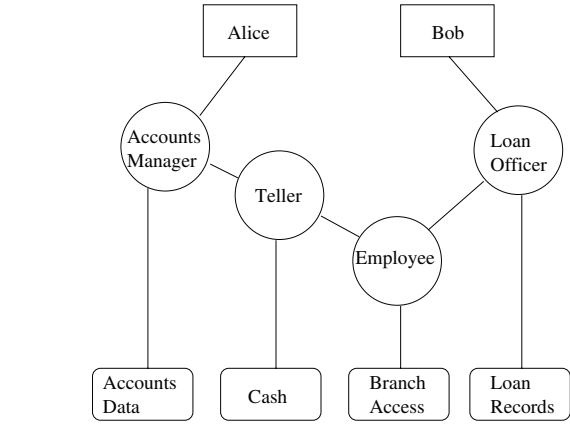 Alice
Bob
Accounts
Manager
Loan
Officer
Teller
Employee
Accounts
Data
Cash
Branch
Access
Loan
Records